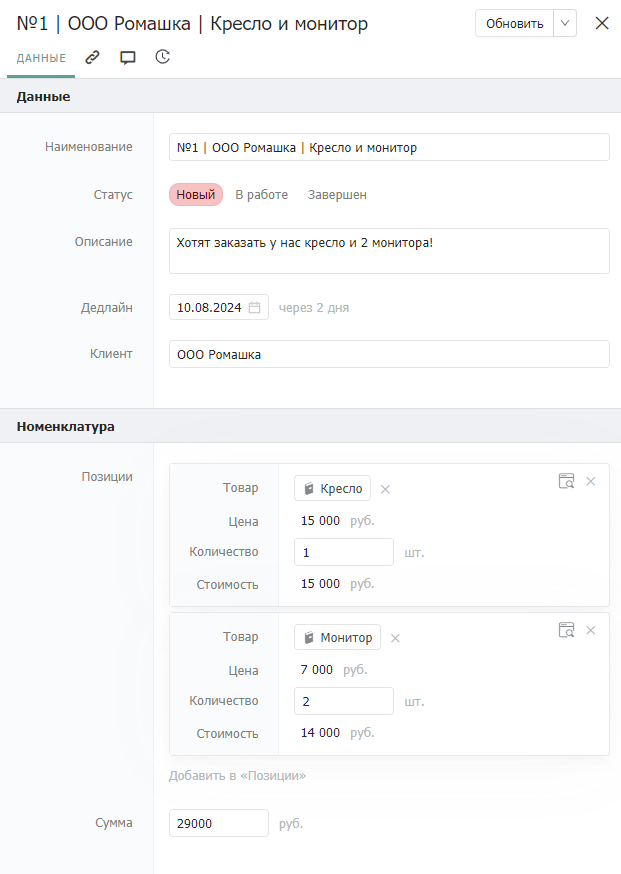 №1 | ООО Ромашка | Кресло и монитор
Обновить
ДАННЫЕ
Данные
Наименование
№1 | ООО Ромашка | Кресло и монитор
Статус
Новый В работе Завершен
Описание
Хотят заказать у нас кресло и 2 монитора!
Дедлайн
10.08.2024 через 2 дня
Клиент
ООО Ромашка
Номенклатура
Позиции
Товар
Кресло
Цена
15 000 руб.
Количество
1 шт.
Стоимость
15 000 руб.
Товар
Монитор
Цена
7 000 руб.
Количество
2 шт.
Стоимость
14 000 руб.
Добавить в «Позиции»
Сумма
29000 руб.